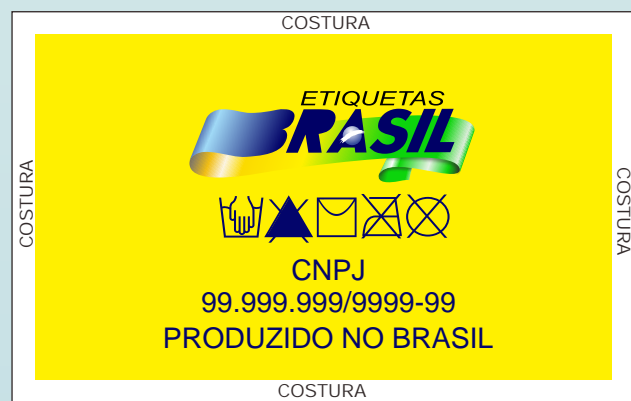 COSTURA
ETIQUETAS
BRASIL
COSTURA
COSTURA
CNPJ
99.999.999/9999-99
PRODUZIDO NO BRASIL
COSTURA